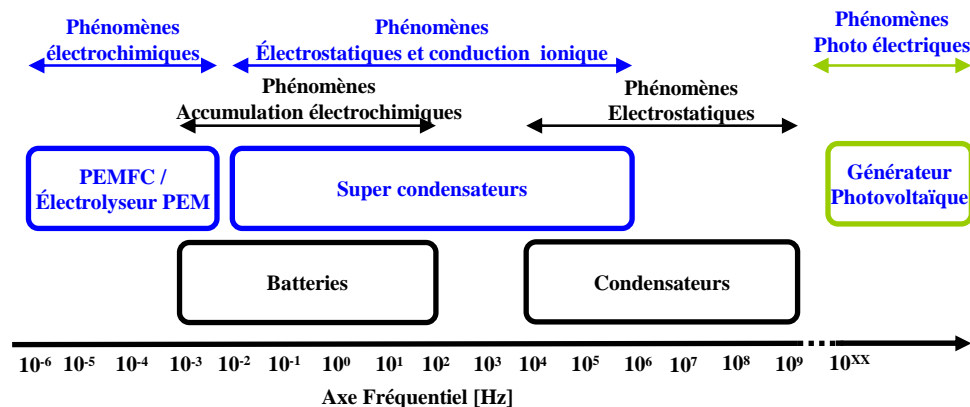 Phénomènes
électrochimiques
Phénomènes
Électrostatiques et conduction ionique
Phénomènes
Photo électriques
Phénomènes
Accumulation électrochimiques
Phénomènes
Electrostatiques
PEMFC /
Électrolyseur PEM
Super condensateurs
Générateur
Photovoltaïque
Batteries
Condensateurs
10⁻⁶ 10⁻⁵ 10⁻⁴ 10⁻³ 10⁻² 10⁻¹ 10⁰ 10¹ 10² 10³ 10⁴ 10⁵ 10⁶ 10⁷ 10⁸ 10⁹ 10ˣˣ
Axe Fréquentiel [Hz]